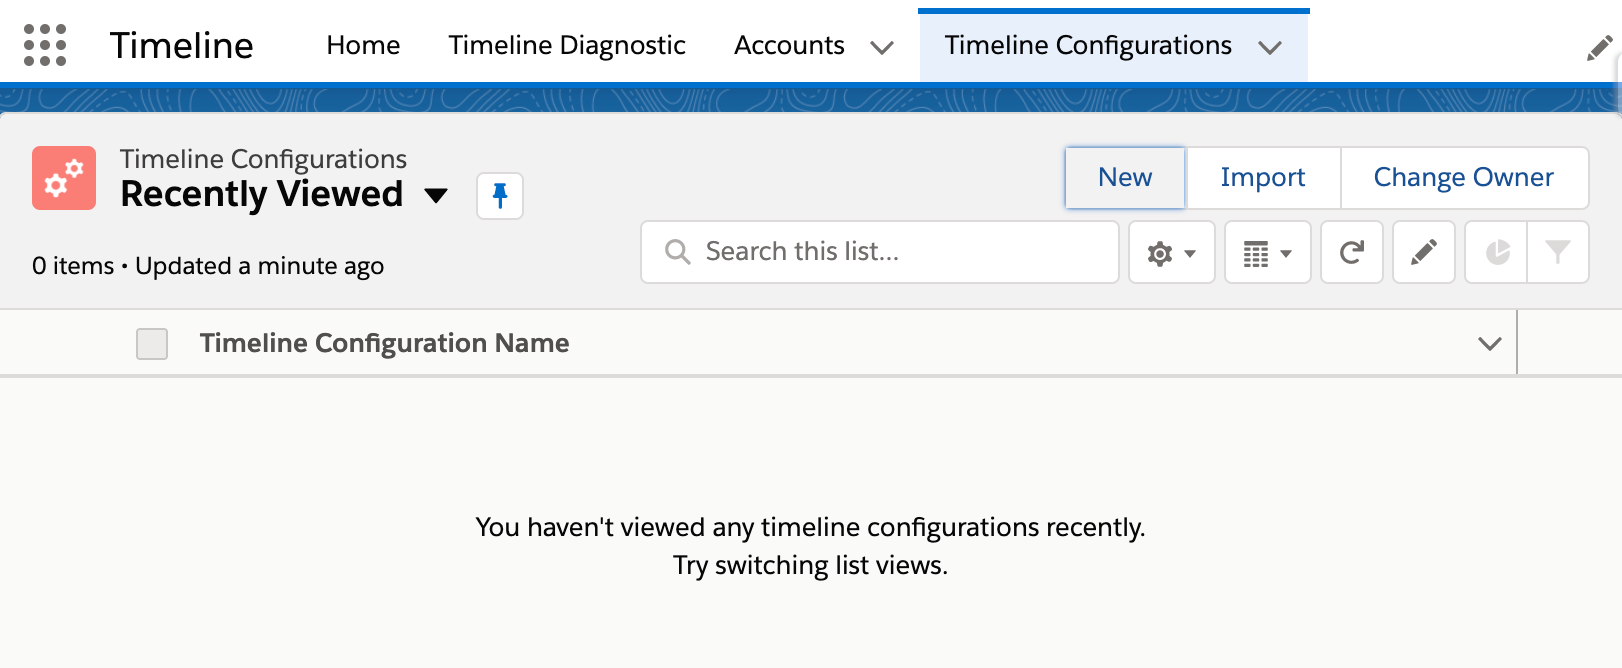 Timeline Home Timeline Diagnostic Accounts Timeline Configurations
Timeline Configurations
Recently Viewed
New Import Change Owner
0 items • Updated a minute ago
Search this list...
Timeline Configuration Name
You haven't viewed any timeline configurations recently.
Try switching list views.